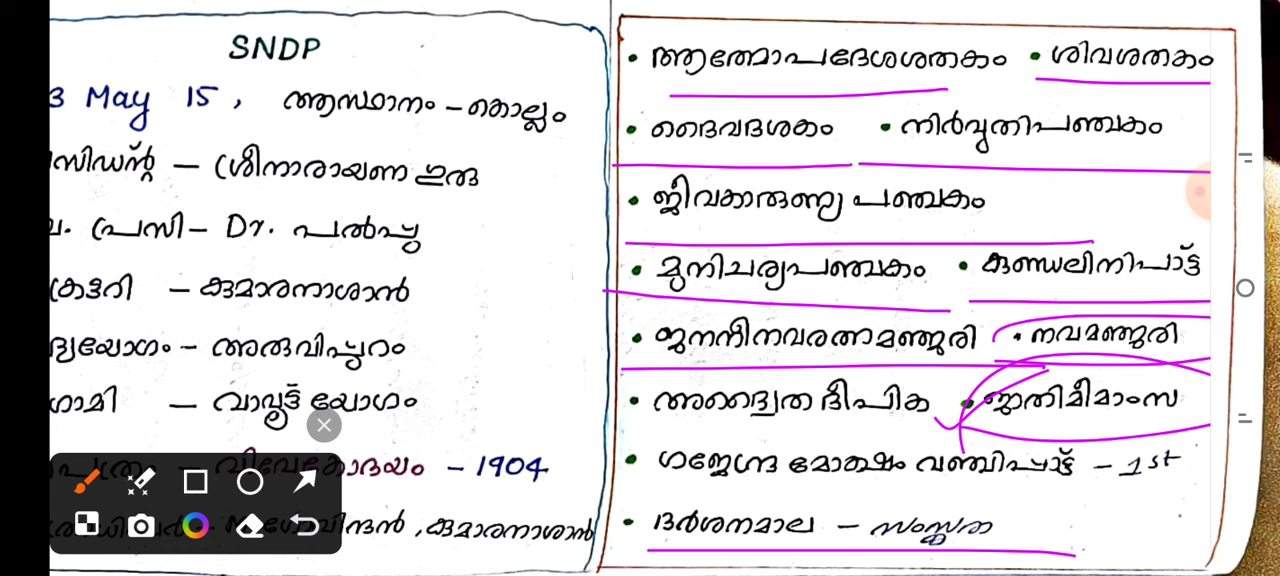 SNDP
3 May 15, ആസ്ഥാനം - കൊല്ലം
സിഡന്റ് - ശ്രീനാരായണ ഗുരു
വ. പ്രസി - Dr. പൽപ്പു
ക്രട്ടറി - കുമാരനാശാൻ
ദ്യയോഗം - അരുവിപ്പുറം
ഗാമി - വാവൂട്ട് യോഗം
വിവേകോദയം - 1904
ഗോവിന്ദൻ, കുമാരനാശാൻ
• ആത്മോപദേശശതകം • ശിവശതകം
• ദൈവദശകം • നിർവൃതിപഞ്ചകം
• ജീവകാരുണ്യ പഞ്ചകം
• മുനിചര്യപഞ്ചകം • കുണ്ഡലിനിപാട്ട്
• ജനനീനവരത്നമഞ്ജരി • നവമഞ്ജരി
• അദ്വൈത ദീപിക • ജാതിമീമാംസ
• ഗജേന്ദ്ര മോക്ഷം വഞ്ചിപ്പാട്ട് - 1st
• ദർശനമാല - സംസ്കൃതം